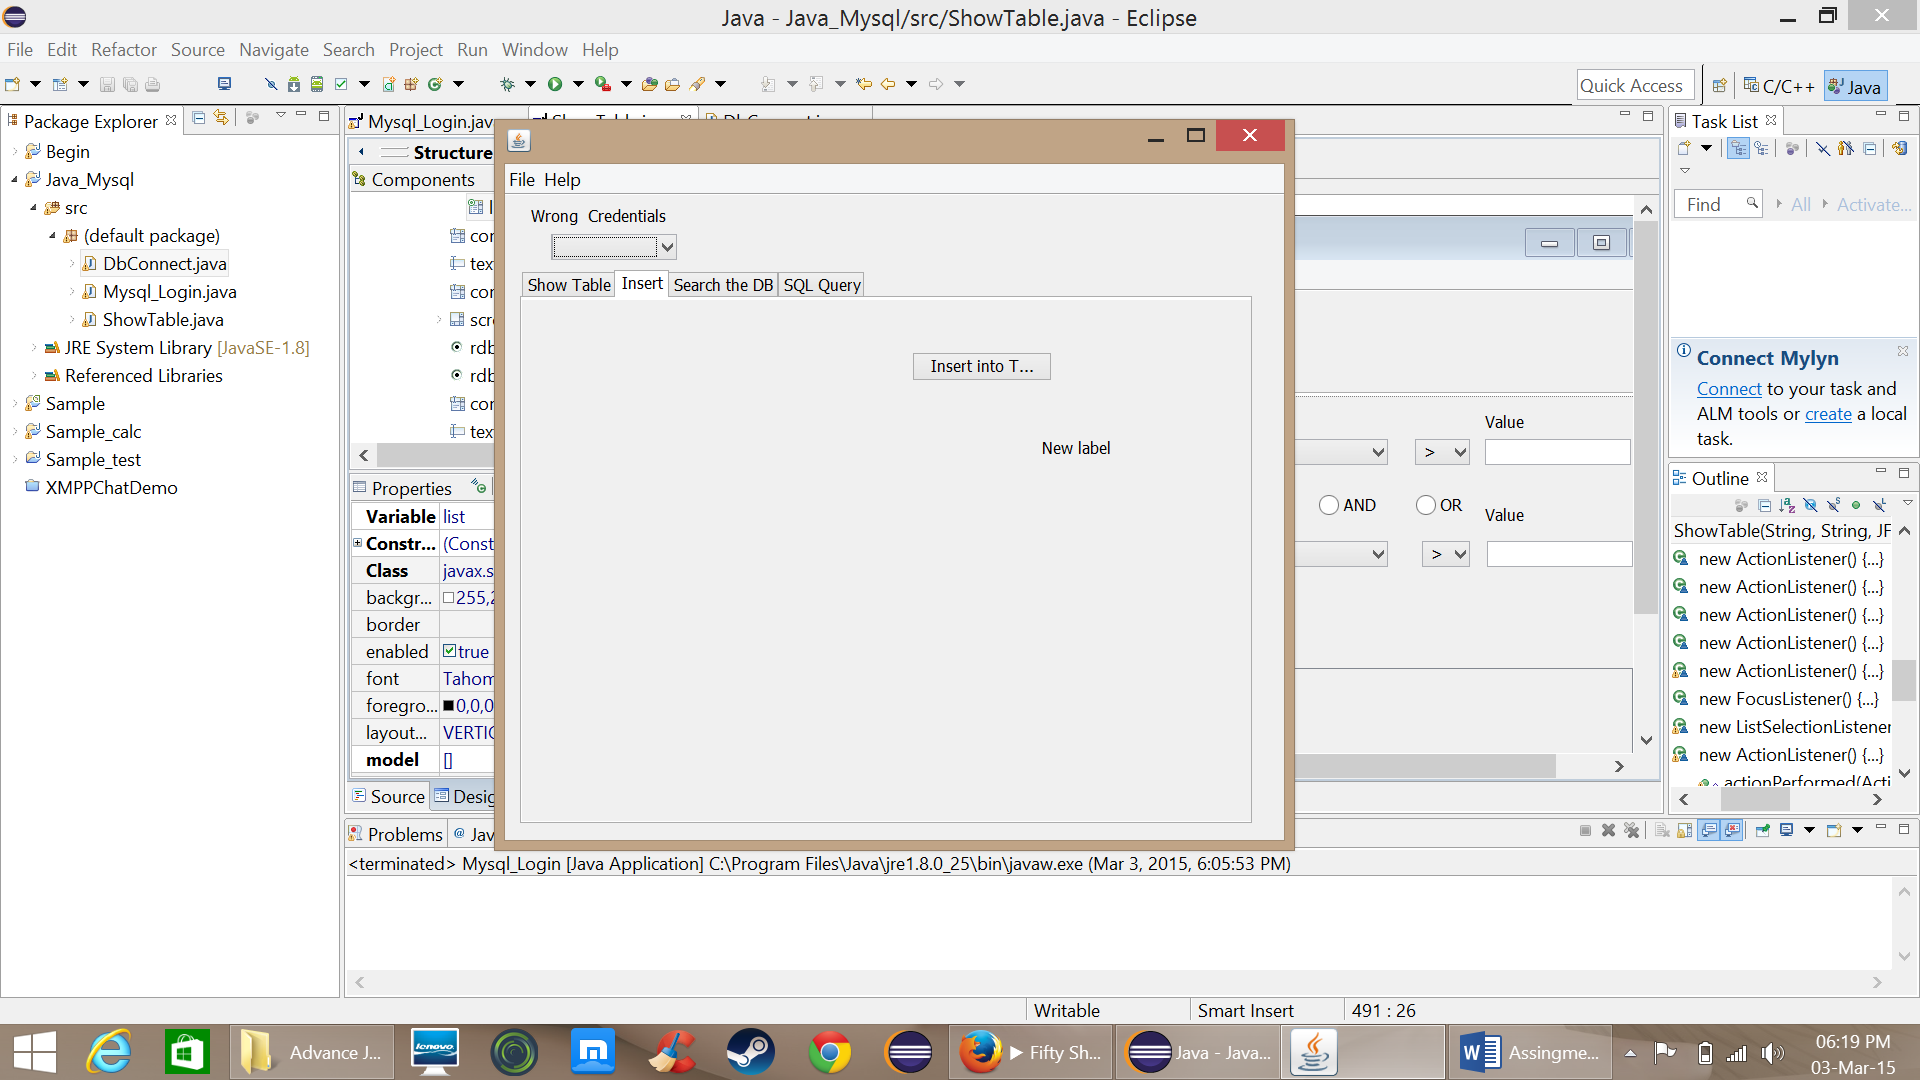 Java - Java_Mysql/src/ShowTable.java - Eclipse
File Edit Refactor Source Navigate Search Project Run Window Help
Quick Access C/C++ Java
Package Explorer
Begin
Java_Mysql
src
(default package)
DbConnect.java
Mysql_Login.java
ShowTable.java
JRE System Library [JavaSE-1.8]
Referenced Libraries
Sample
Sample_calc
Sample_test
XMPPChatDemo
Mysql_Login.jav
Structure
Components
cor
tex
cor
scr
rdb
rdb
cor
tex
Properties
Variable list
Constr... (Const
Class javax.s
backgr... 255,2
border
enabled true
font Tahom
foregro... 0,0,0
layout... VERTIC
model []
Source Desig
File Help
Wrong Credentials
Show Table Insert Search the DB SQL Query
Insert into T...
New label
Value
>
AND OR Value
>
Task List
Find All Activate...
Connect Mylyn
Connect to your task and
ALM tools or create a local
task.
Outline
ShowTable(String, String, JF
new ActionListener() {...}
new ActionListener() {...}
new ActionListener() {...}
new ActionListener() {...}
new ActionListener() {...}
new FocusListener() {...}
new ListSelectionListener
new ActionListener() {...}
actionPerformed(Acti
Problems @ Jav
<terminated> Mysql_Login [Java Application] C:\Program Files\Java\jre1.8.0_25\bin\javaw.exe (Mar 3, 2015, 6:05:53 PM)
Writable Smart Insert 491 : 26
Advance J... lenovo Fifty Sh... Java - Java... Assingme...
06:19 PM
03-Mar-15